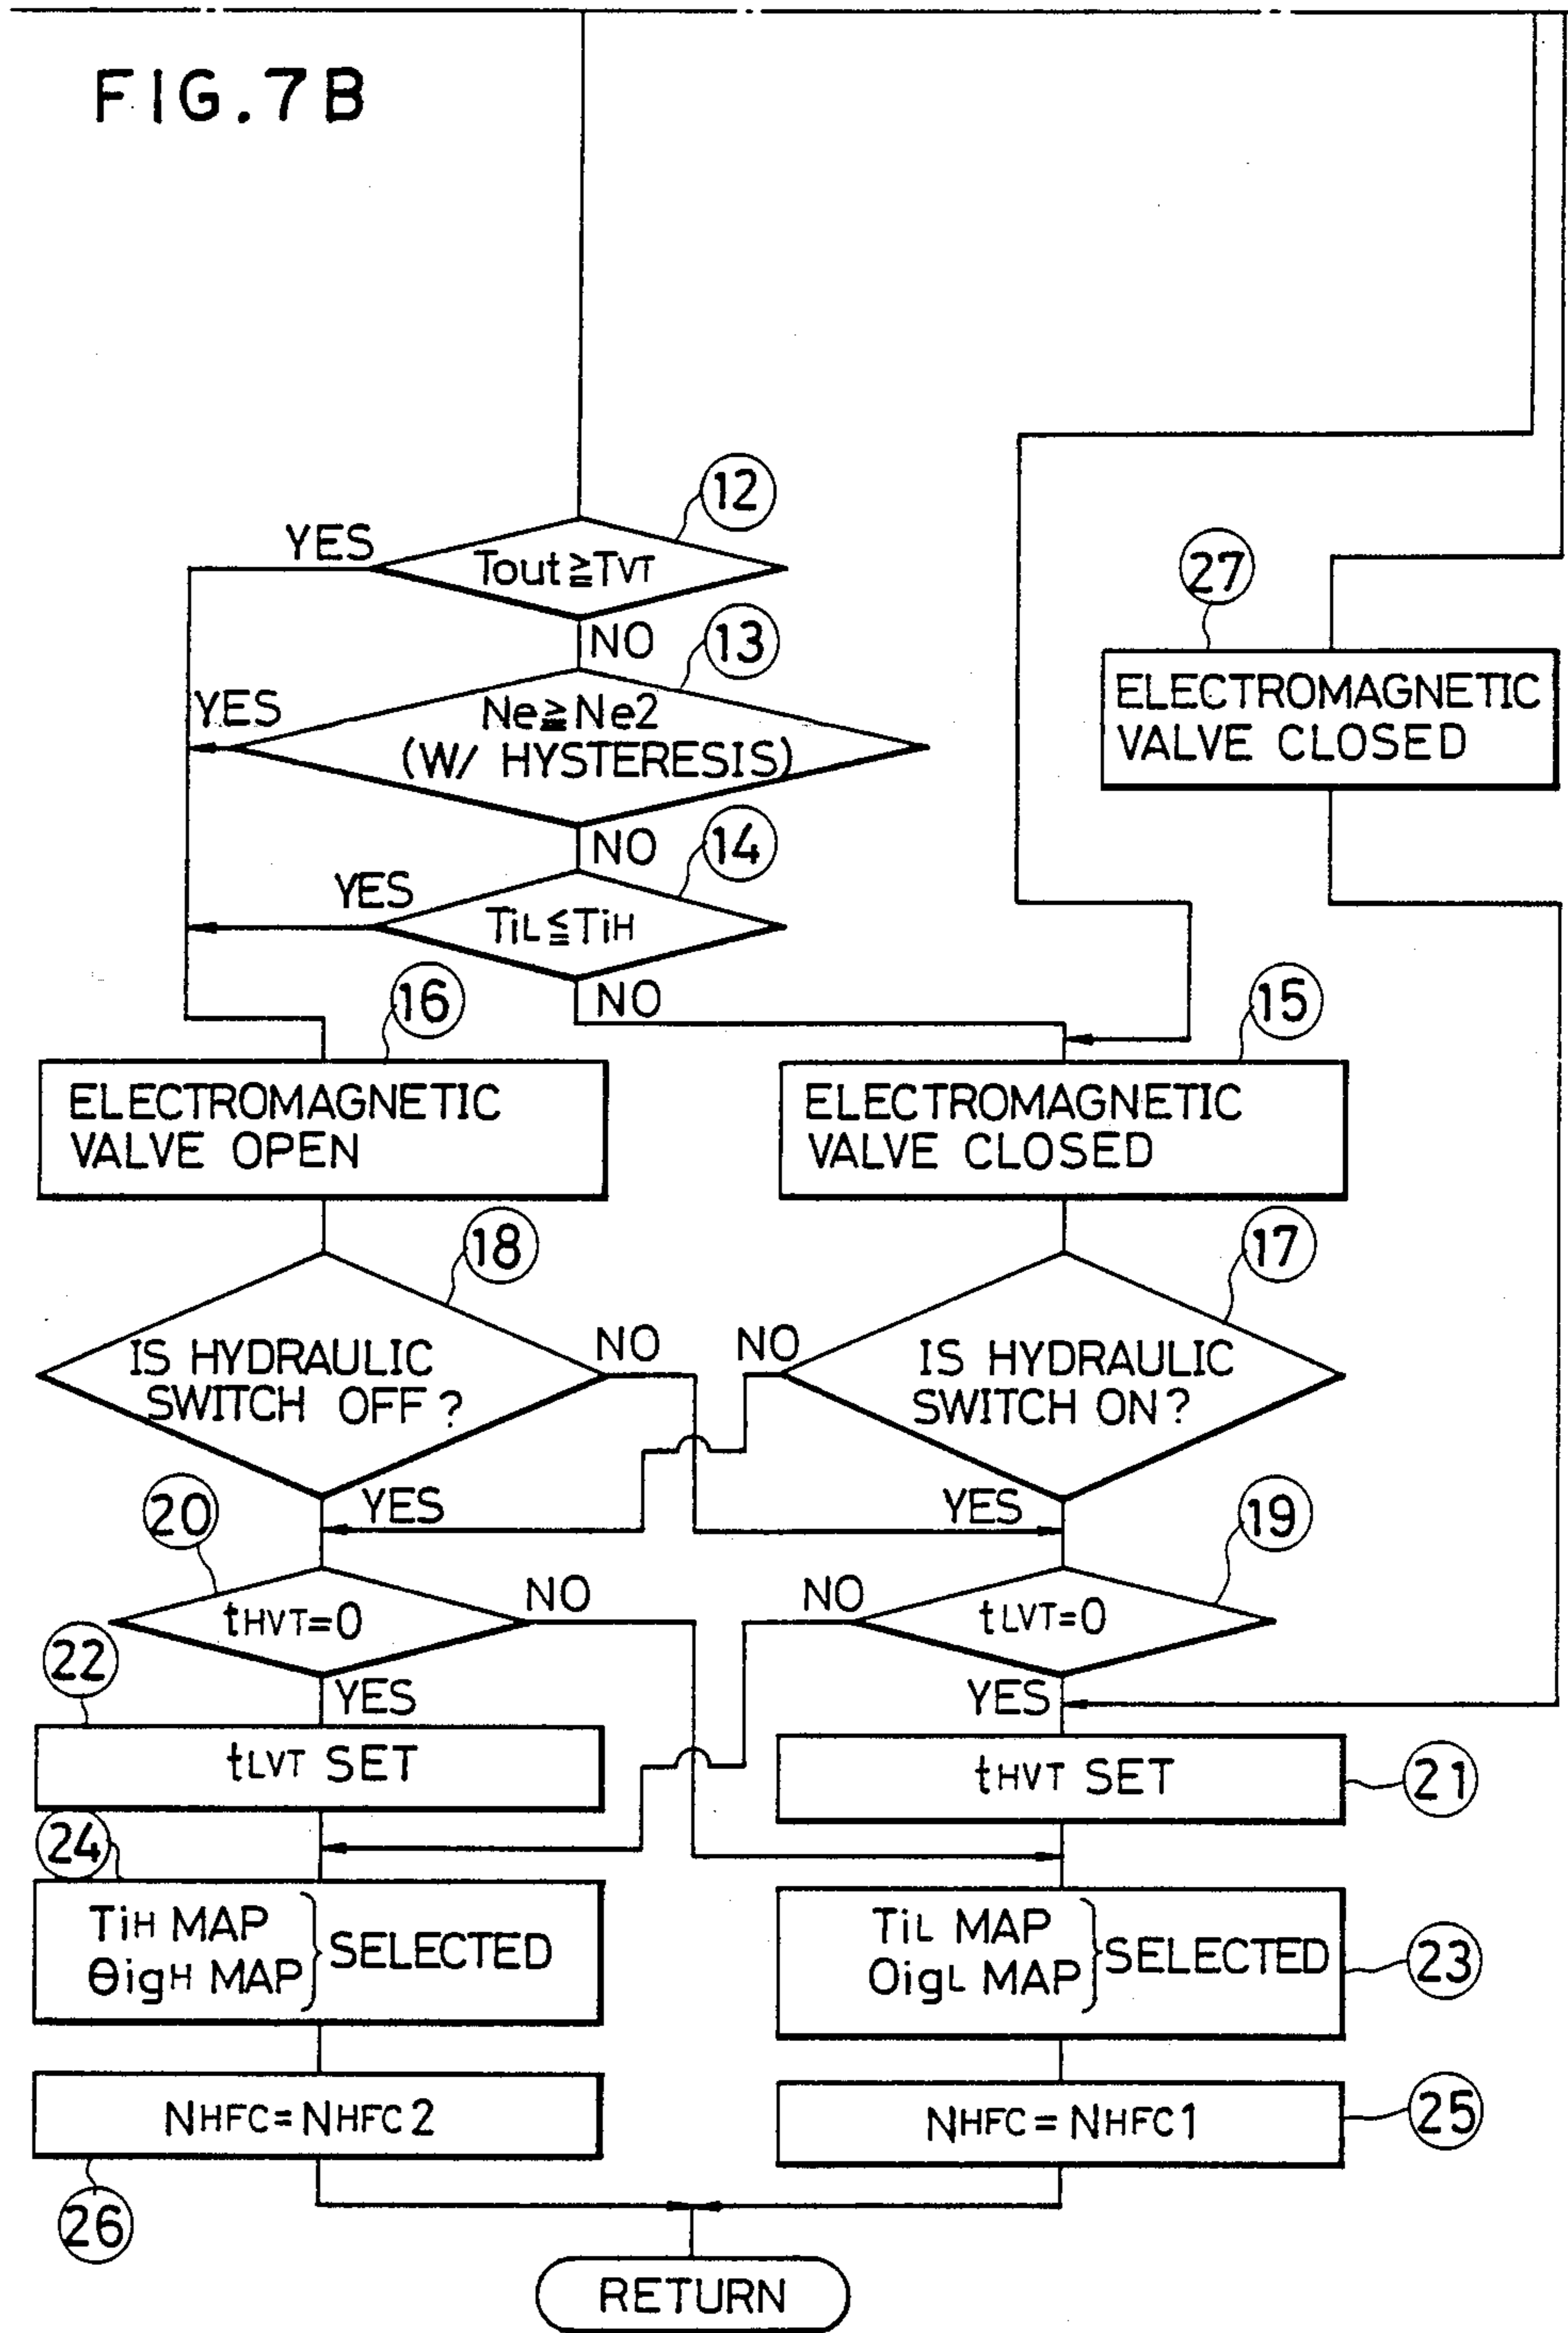 FIG.7B
12
YES
Tout≧TVT
NO
13
YES
Ne≧Ne2
(W/ HYSTERESIS)
NO
14
YES
TiL≦TiH
NO
27
ELECTROMAGNETIC
VALVE CLOSED
16
15
ELECTROMAGNETIC
VALVE OPEN
ELECTROMAGNETIC
VALVE CLOSED
18
17
IS HYDRAULIC
SWITCH OFF?
NO
NO
IS HYDRAULIC
SWITCH ON?
YES
YES
20
19
tHVT=0
NO
NO
tLVT=0
YES
YES
22
tLVT SET
tHVT SET
21
24
TiH MAP
θigH MAP
SELECTED
TiL MAP
OigL MAP
SELECTED
23
NHFC=NHFC2
NHFC=NHFC1
25
26
RETURN